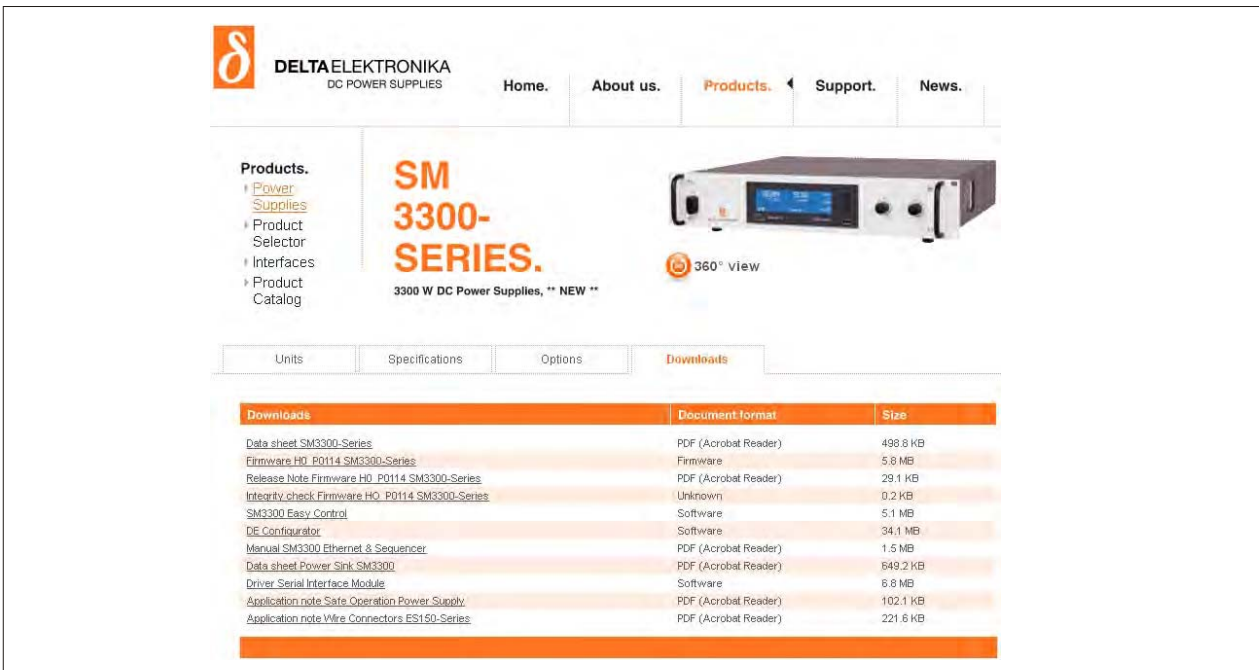 δ
DELTAELEKTRONIKA
DC POWER SUPPLIES
Home.
About us.
Products.
Support.
News.
Products.
Power
Supplies
Product
Selector
Interfaces
Product
Catalog
SM
3300-
SERIES.
3300 W DC Power Supplies, ** NEW **
360° view
Units
Specifications
Options
Downloads
Downloads Document format Size
Data sheet SM3300-Series PDF (Acrobat Reader) 498.8 KB
Firmware H0_P0114 SM3300-Series Firmware 5.8 MB
Release Note Firmware H0_P0114 SM3300-Series PDF (Acrobat Reader) 29.1 KB
Integrity check Firmware HO_P0114 SM3300-Series Unknown 0.2 KB
SM3300 Easy Control Software 5.1 MB
DE Configurator Software 34.1 MB
Manual SM3300 Ethernet & Sequencer PDF (Acrobat Reader) 1.5 MB
Data sheet Power Sink SM3300 PDF (Acrobat Reader) 649.2 KB
Driver Serial Interface Module Software 6.8 MB
Application note Safe Operation Power Supply PDF (Acrobat Reader) 102.1 KB
Application note Wire Connectors ES150-Series PDF (Acrobat Reader) 221.6 KB